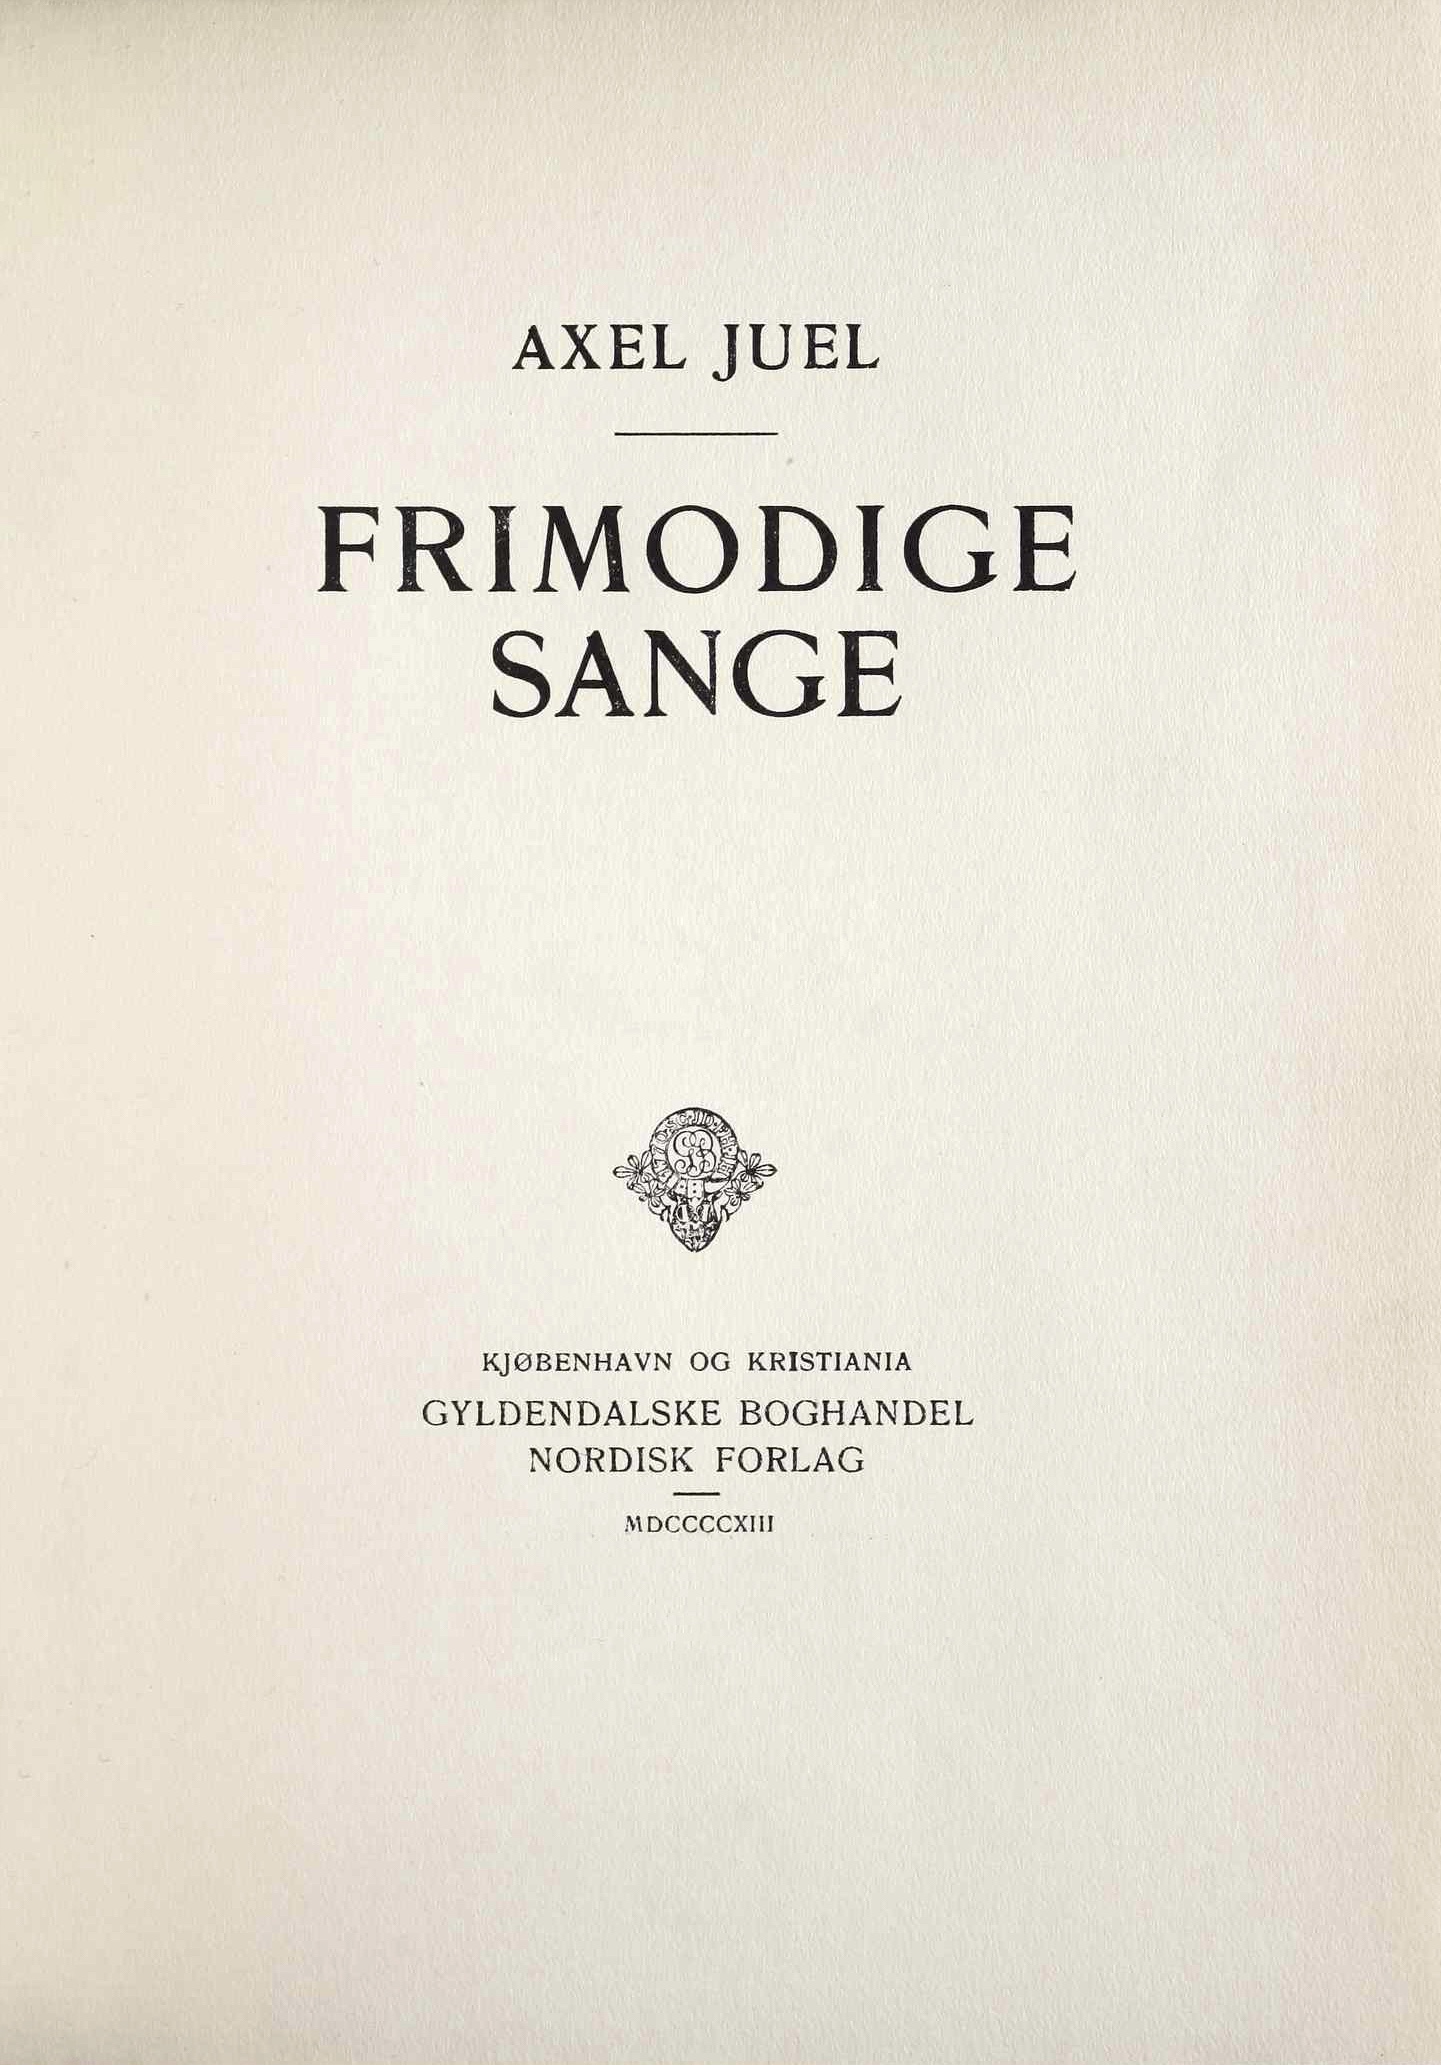 AXEL JUEL
FRIMODIGE
SANGE
KJØBENHAVN OG KRISTIANIA
GYLDENDALSKE BOGHANDEL
NORDISK FORLAG
MDCCCCXIII